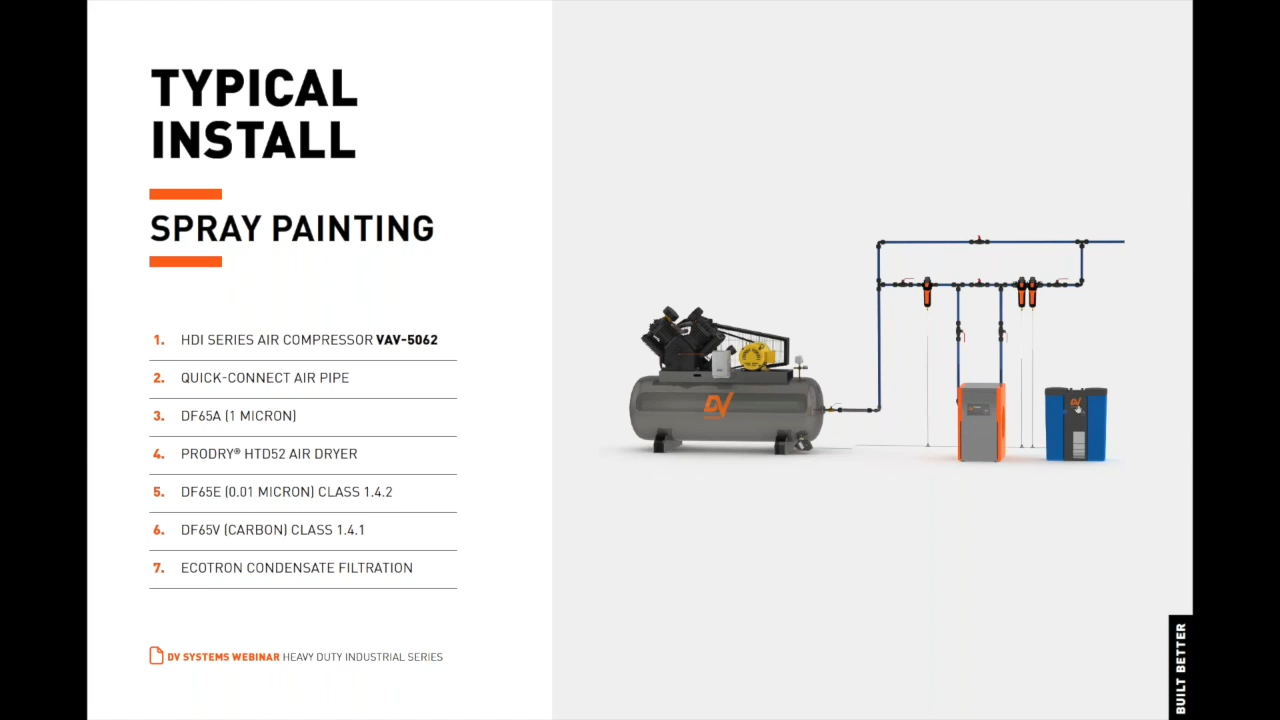 TYPICAL
INSTALL
SPRAY PAINTING
1. HDI SERIES AIR COMPRESSOR VAV-5062
2. QUICK-CONNECT AIR PIPE
3. DF65A (1 MICRON)
4. PRODRY® HTD52 AIR DRYER
5. DF65E (0.01 MICRON) CLASS 1.4.2
6. DF65V (CARBON) CLASS 1.4.1
7. ECOTRON CONDENSATE FILTRATION
DV SYSTEMS WEBINAR HEAVY DUTY INDUSTRIAL SERIES
DV
DV
BUILT BETTER